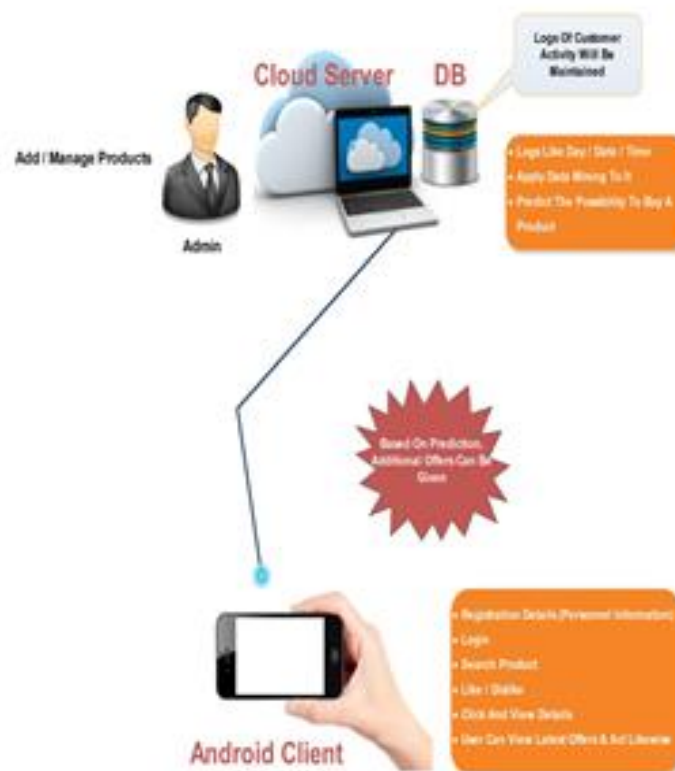 Logs Of Customer
Activity Will Be
Maintained
Cloud Server
DB
Add / Manage Products
Admin
• Logs Like Day / Date / Time
• Apply Data Mining To It
• Predict The Possibility To Buy A
Product
Based On Prediction,
Additional Offers Can Be
Given
• Registration Details (Personnel Information)
• Login
• Search Product
• Like / Dislike
• Click And View Details
• User Can View Latest Offers & Act Likewise
Android Client